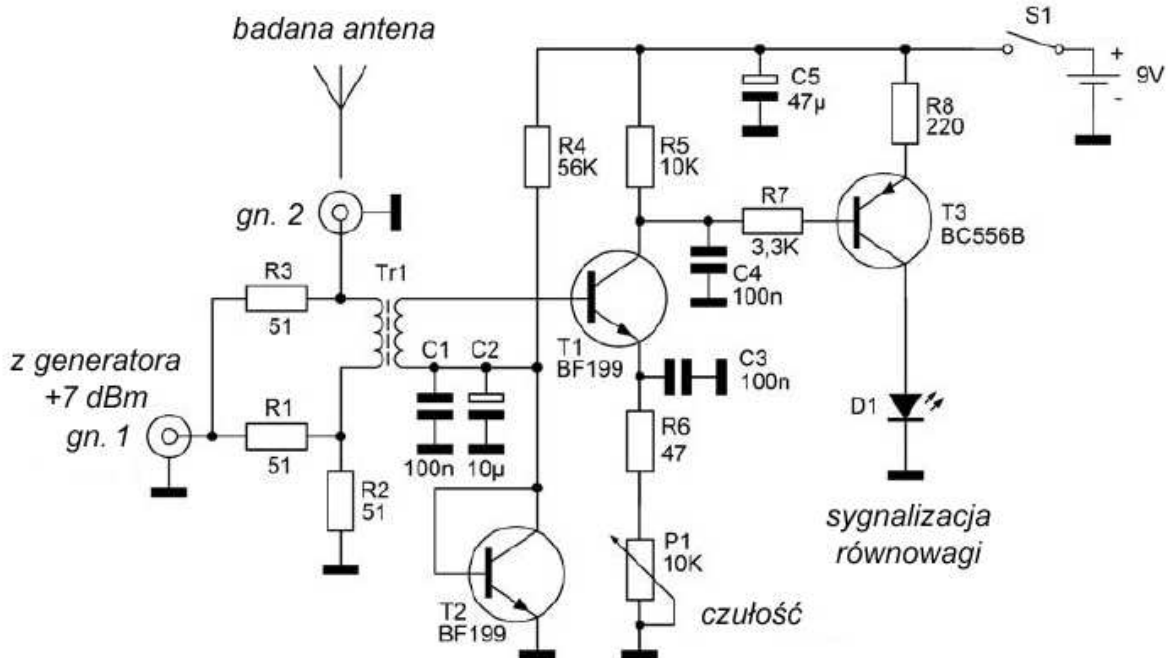 badana antena
S1
+
9V
-
C5
47µ
R8
220
R4
56K
R5
10K
R7
3,3K
T3
BC556B
gn. 2
Tr1
R3
51
C4
100n
z generatora
+7 dBm
gn. 1
C1
C2
T1
BF199
C3
100n
D1
R1
51
R6
47
100n
10µ
R2
51
sygnalizacja
równowagi
P1
10K
T2
BF199
czułość